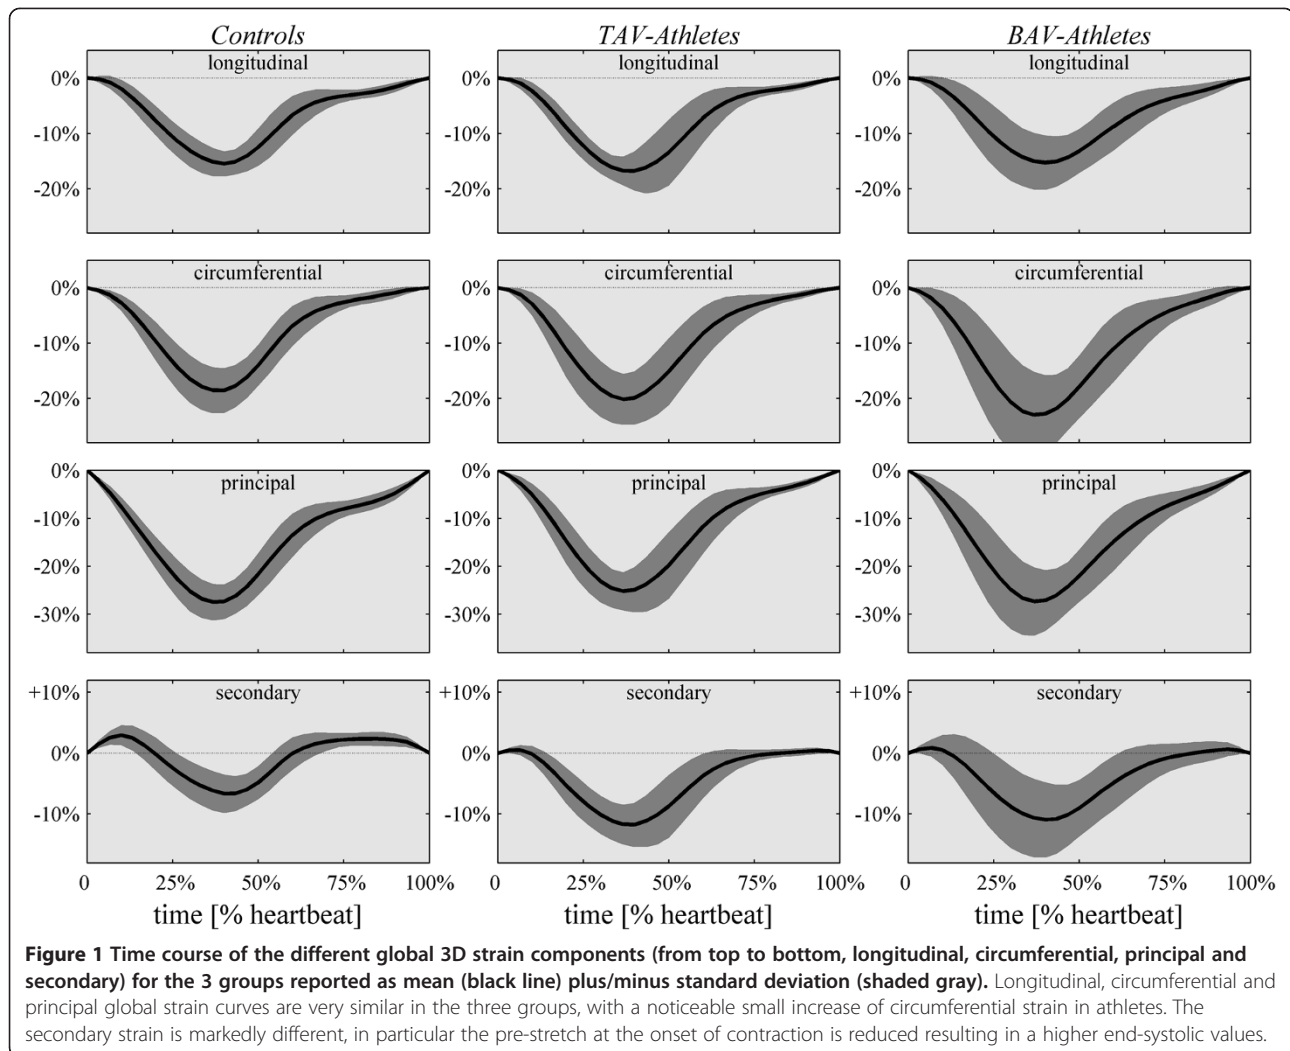 Controls TAV-Athletes BAV-Athletes
longitudinal longitudinal longitudinal
0% 0% 0%
-10% -10% -10%
-20% -20% -20%
circumferential circumferential circumferential
0% 0% 0%
-10% -10% -10%
-20% -20% -20%
principal principal principal
0% 0% 0%
-10% -10% -10%
-20% -20% -20%
-30% -30% -30%
secondary secondary secondary
+10% +10% +10%
0% 0% 0%
-10% -10% -10%
0 25% 50% 75% 100% 0 25% 50% 75% 100% 0 25% 50% 75% 100%
time [% heartbeat] time [% heartbeat] time [% heartbeat]
Figure 1 Time course of the different global 3D strain components (from top to bottom, longitudinal, circumferential, principal and
secondary) for the 3 groups reported as mean (black line) plus/minus standard deviation (shaded gray). Longitudinal, circumferential and
principal global strain curves are very similar in the three groups, with a noticeable small increase of circumferential strain in athletes. The
secondary strain is markedly different, in particular the pre-stretch at the onset of contraction is reduced resulting in a higher end-systolic values.